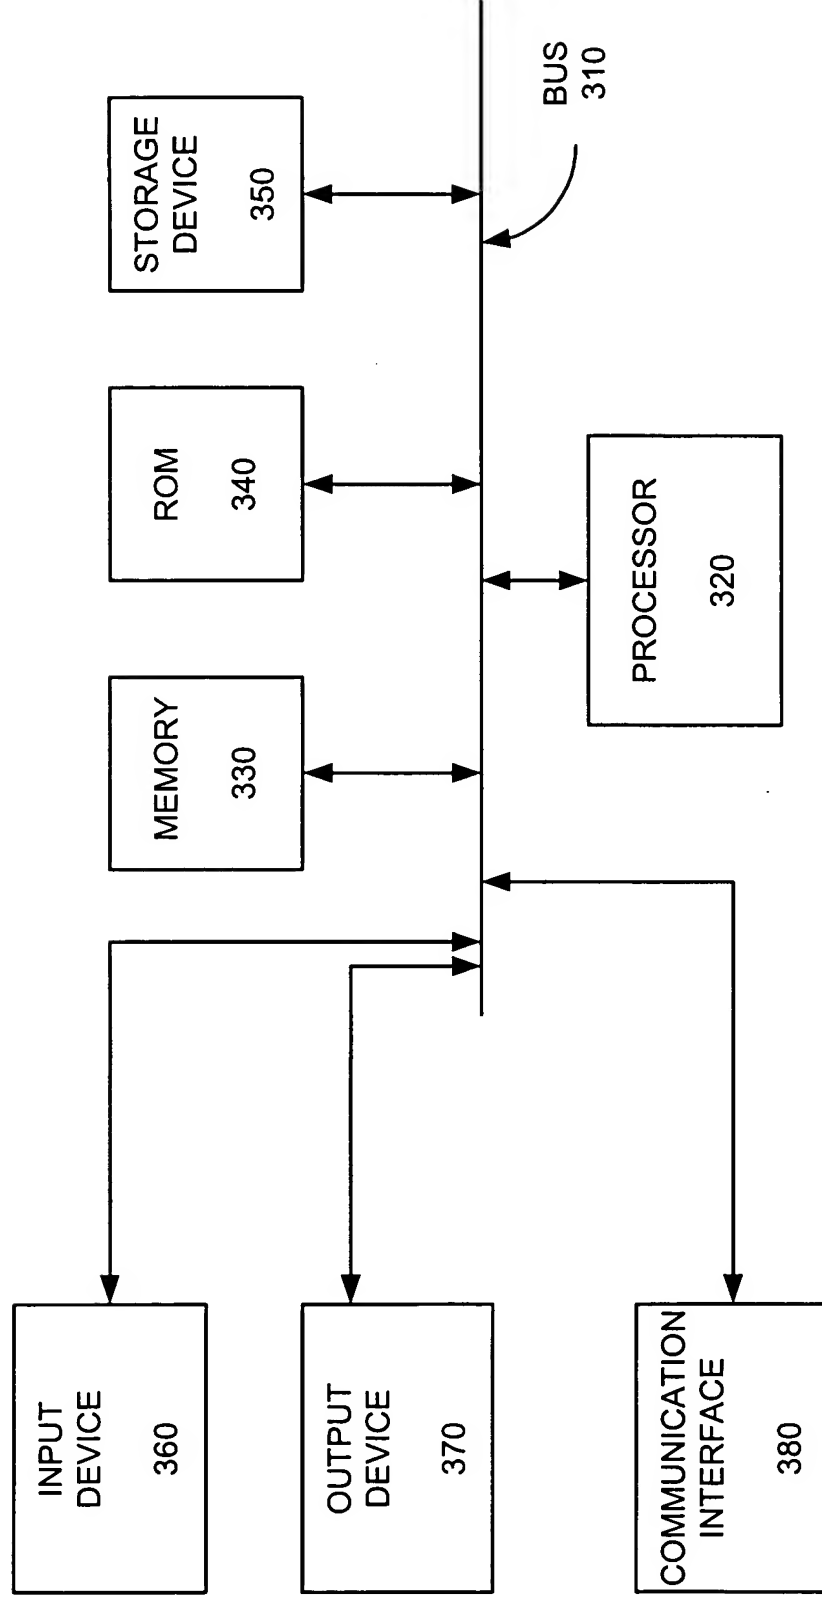 INPUT
DEVICE
360
MEMORY
330
ROM
340
STORAGE
DEVICE
350
OUTPUT
DEVICE
370
BUS
310
COMMUNICATION
INTERFACE
380
PROCESSOR
320